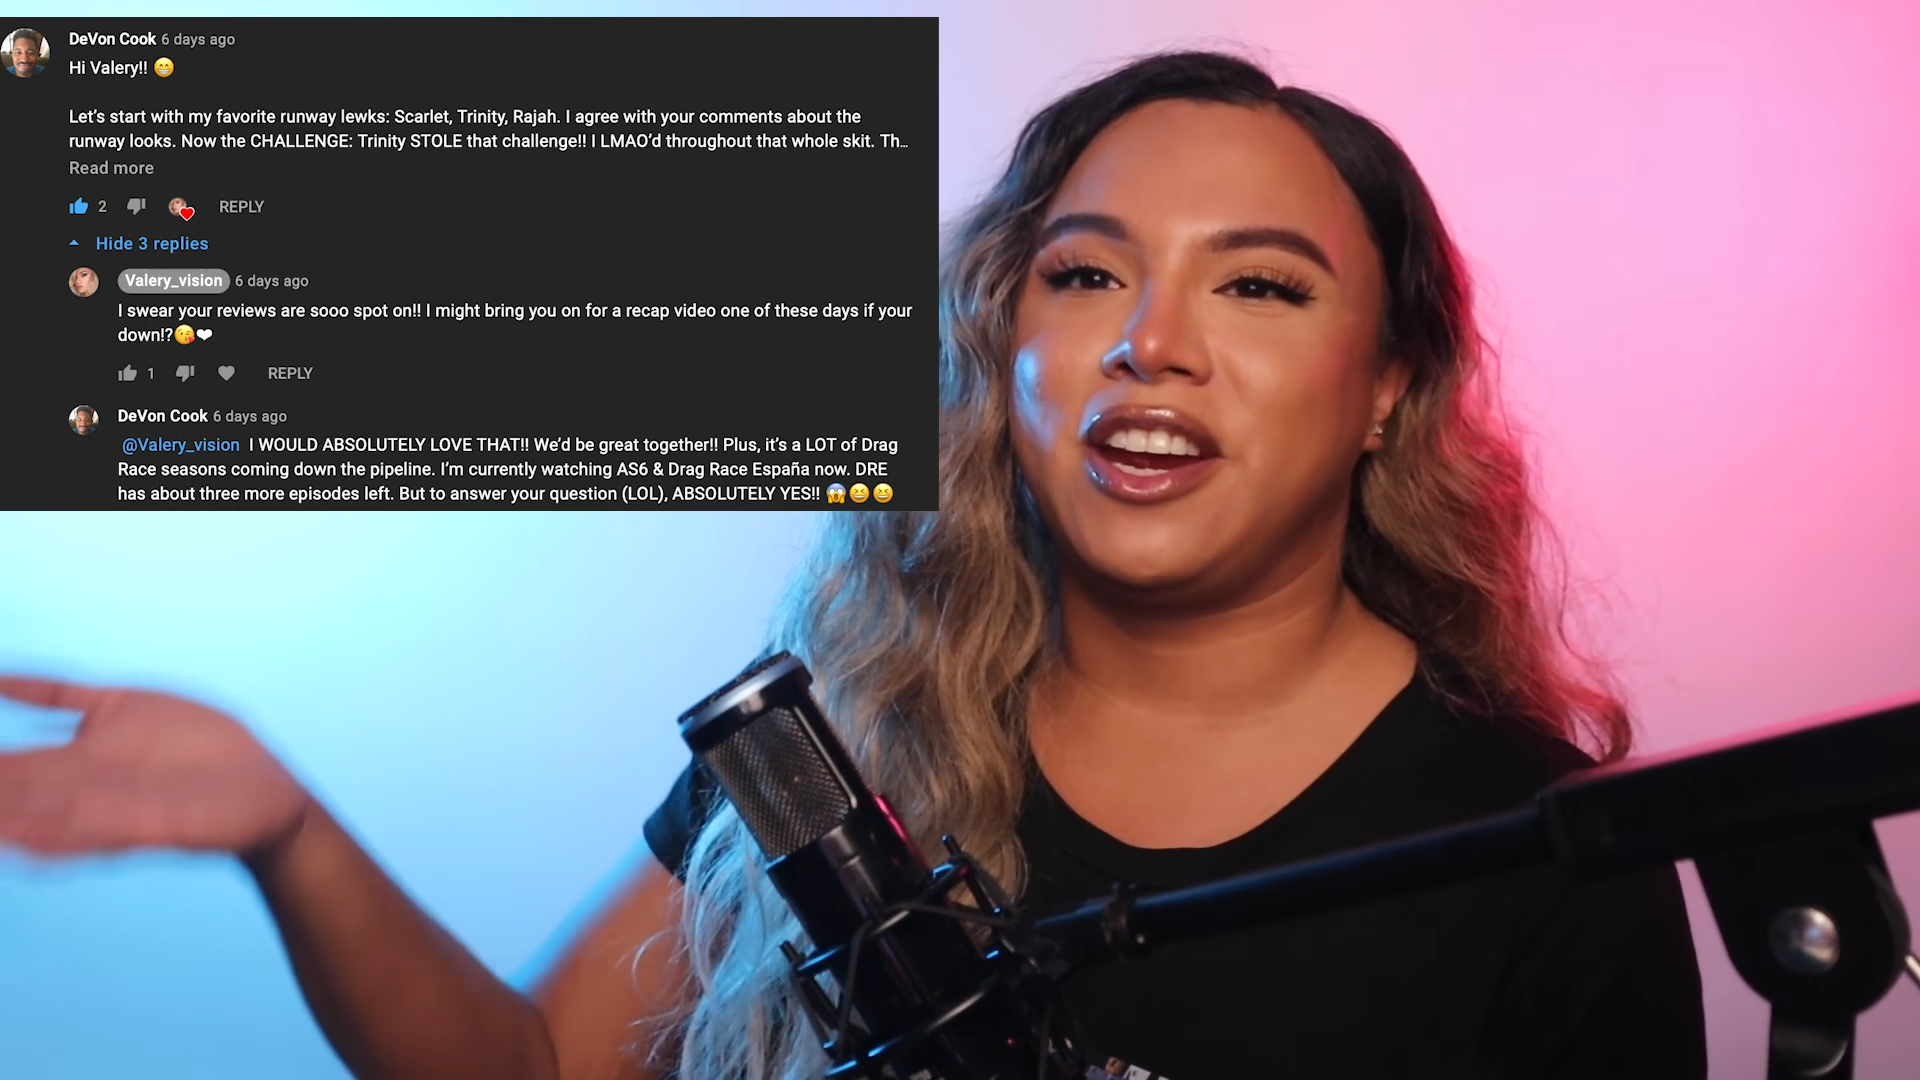 DeVon Cook 6 days ago
Hi Valery!! 😁
Let's start with my favorite runway lewks: Scarlet, Trinity, Rajah. I agree with your comments about the
runway looks. Now the CHALLENGE: Trinity STOLE that challenge!! I LMAO'd throughout that whole skit. Th...
Read more
2 REPLY
Hide 3 replies
Valery_vision 6 days ago
I swear your reviews are sooo spot on!! I might bring you on for a recap video one of these days if your
down!?😘❤
1 REPLY
DeVon Cook 6 days ago
@Valery_vision I WOULD ABSOLUTELY LOVE THAT!! We'd be great together!! Plus, it's a LOT of Drag
Race seasons coming down the pipeline. I'm currently watching AS6 & Drag Race España now. DRE
has about three more episodes left. But to answer your question (LOL), ABSOLUTELY YES!! 😱😆😆